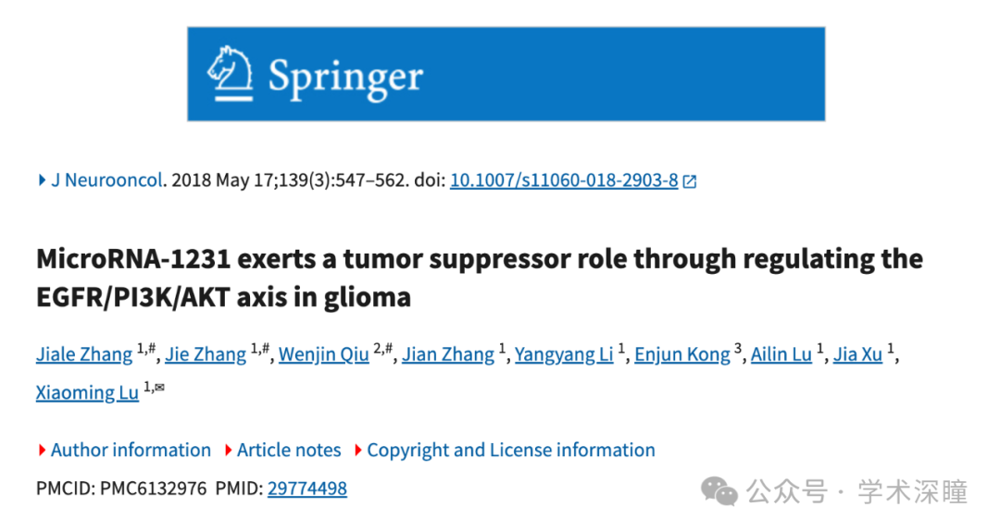 Springer
J Neurooncol. 2018 May 17;139(3):547–562. doi: 10.1007/s11060-018-2903-8
MicroRNA-1231 exerts a tumor suppressor role through regulating the
EGFR/PI3K/AKT axis in glioma
Jiale Zhang 1,#, Jie Zhang 1,#, Wenjin Qiu 2,#, Jian Zhang 1, Yangyang Li 1, Enjun Kong 3, Ailin Lu 1, Jia Xu 1,
Xiaoming Lu 1,✉
Author information Article notes Copyright and License information
PMCID: PMC6132976 PMID: 29774498
公众号 · 学术深瞳